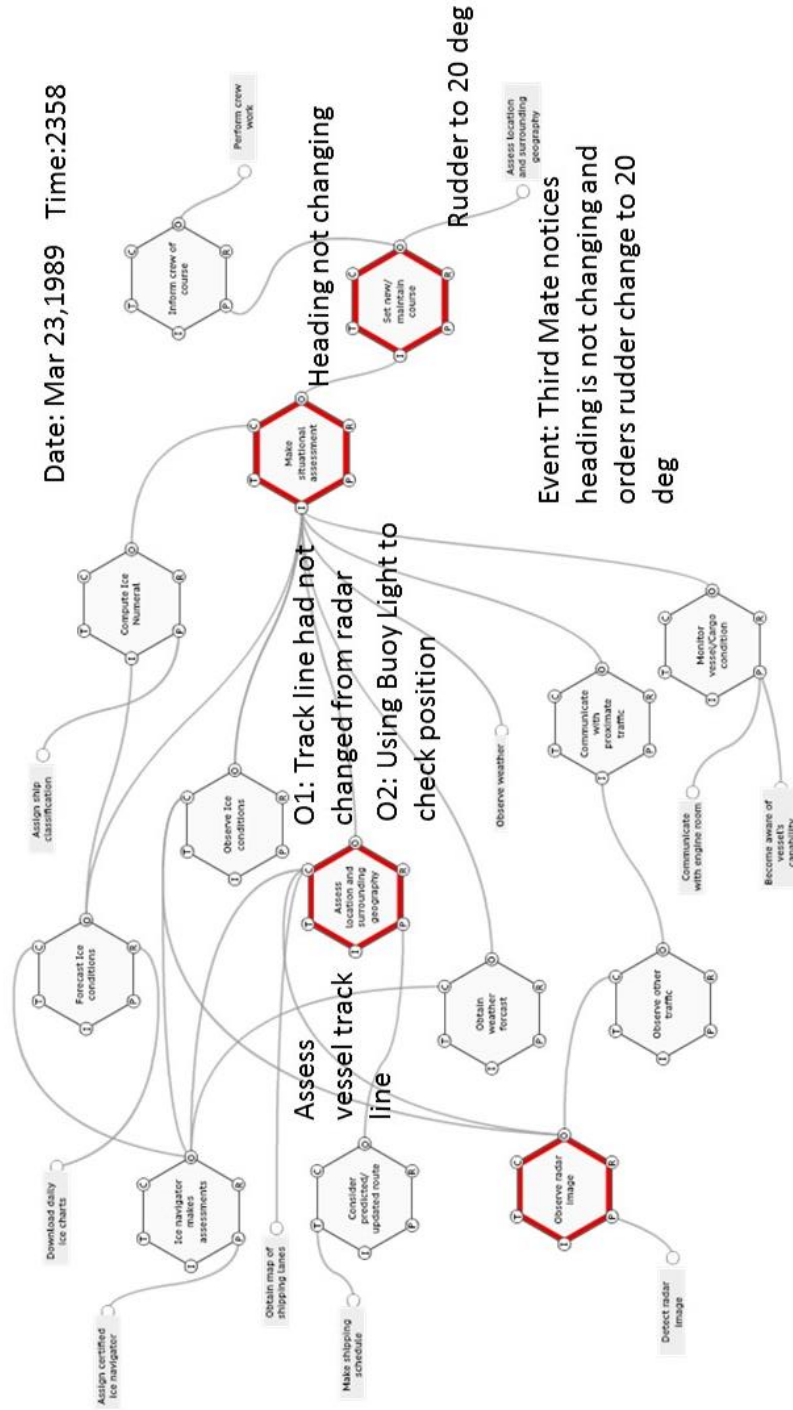 Date: Mar 23,1989 Time:2358
Assign ship
classification
Download daily
ice charts
Assign certified
ice navigator
T
C
I
O
P
R
Forecast Ice
conditions
T
C
I
O
P
R
Compute Ice
Numeral
T
C
I
O
P
R
Inform crew of
course
Perform crew
work
T
C
I
O
P
R
Ice navigator
makes
assessments
T
C
I
O
P
R
Observe Ice
conditions
Obtain map of
shipping lanes
Make shipping
schedule
T
C
I
O
P
R
Consider
predicted/
updated route
Assess
vessel track
line
T
C
I
O
P
R
Assess
location and
surrounding
geography
O1: Track line had not
changed from radar
O2: Using Buoy Light to
check position
T
C
I
O
P
R
Make
situational
assessment
Heading not changing
T
C
I
O
P
R
Set new/
maintain
course
Rudder to 20 deg
Assess location
and surrounding
geography
T
C
I
O
P
R
Obtain
weather
forcast
Observe weather
T
C
I
O
P
R
Observe radar
image
Detect radar
image
T
C
I
O
P
R
Observe other
traffic
T
C
I
O
P
R
Communicate
with
proximate
traffic
T
C
I
O
P
R
Monitor
vessel/Cargo
condition
Communicate
with engine room
Become aware of
vessel's
capability
Event: Third Mate notices
heading is not changing and
orders rudder change to 20
deg